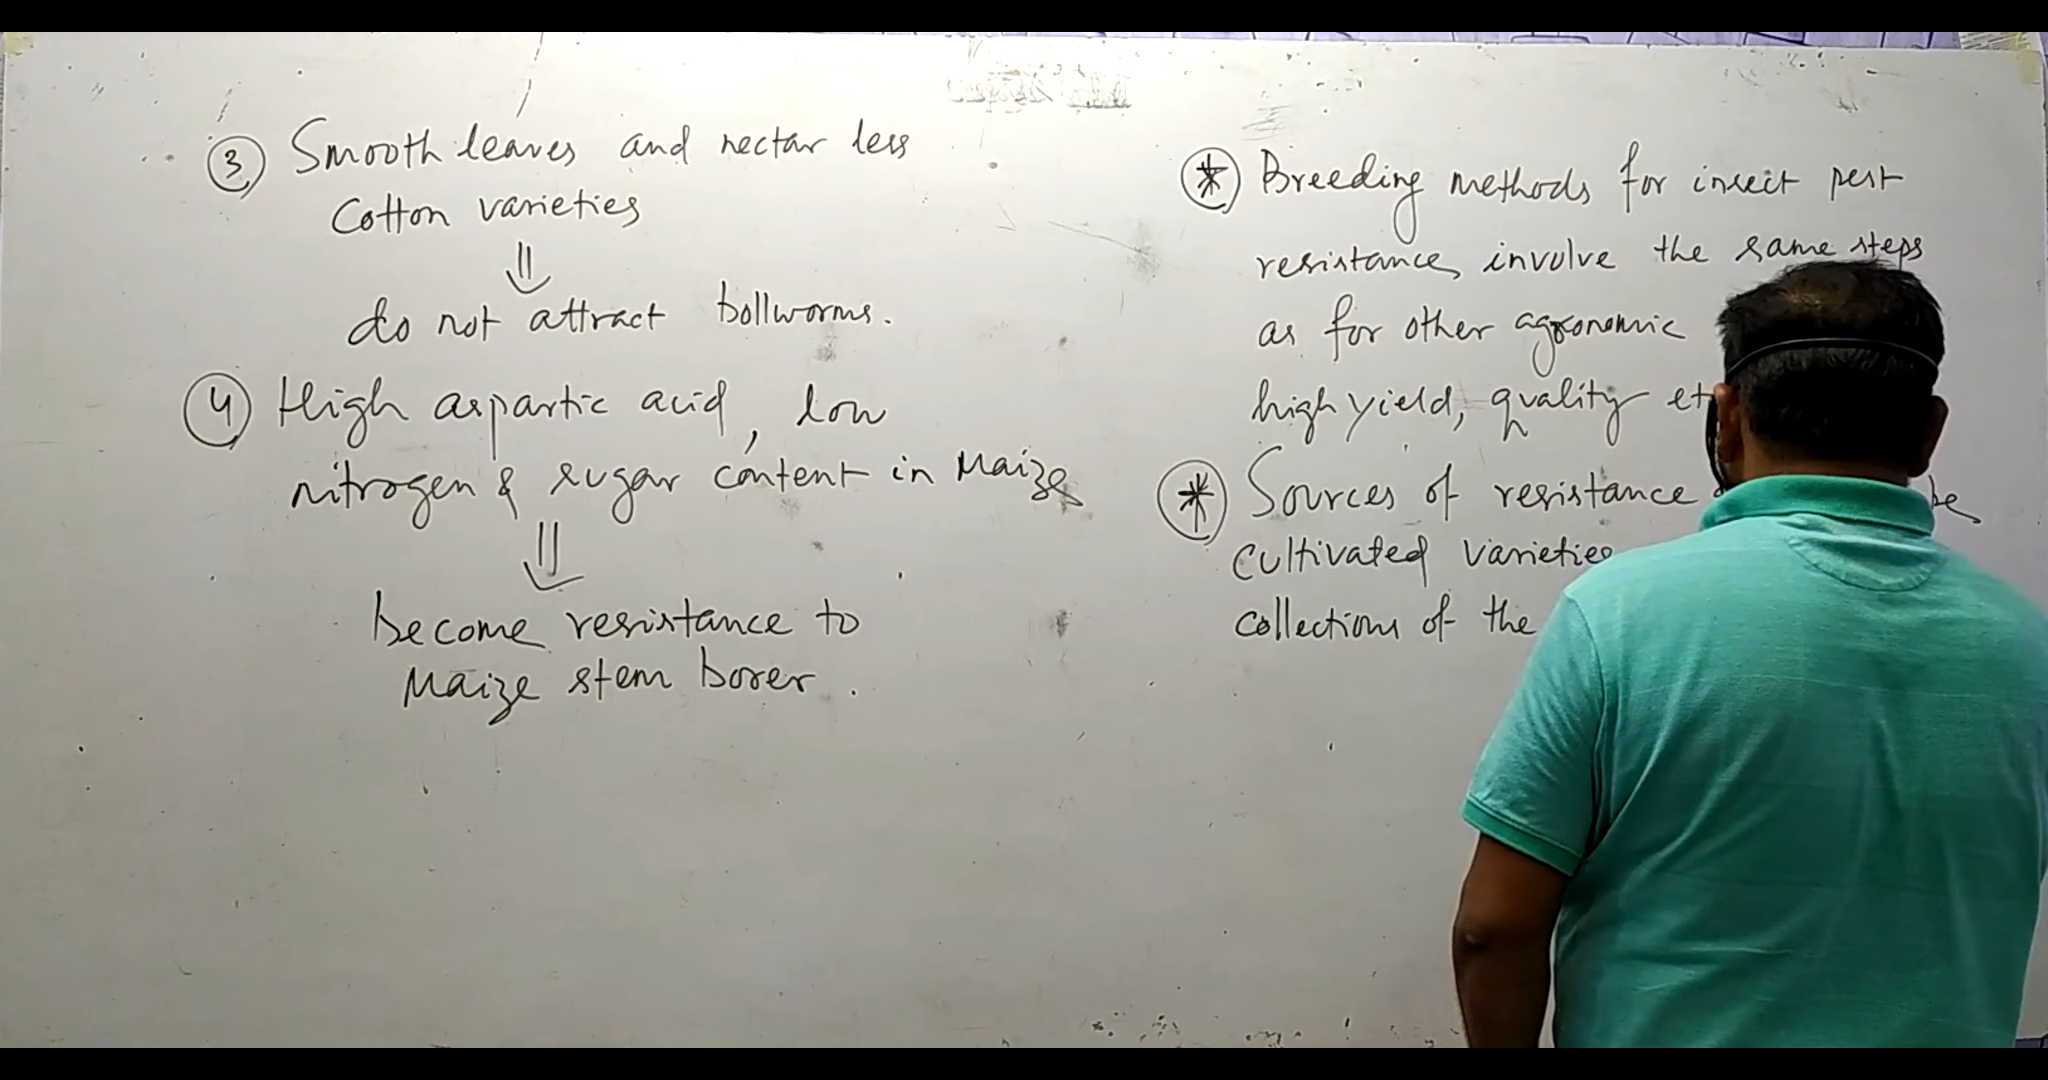 ③ Smooth leaves and nectar less
Cotton varieties
⇓
do not attract bollworms.
④ High aspartic acid, low
nitrogen & sugar content in Maize
⇓
become resistance to
Maize stem borer.
* Breeding methods for insect pest
resistance, involve the same steps
as for other agronomic
high yield, quality et
* Sources of resistance be
cultivated varieties
collections of the